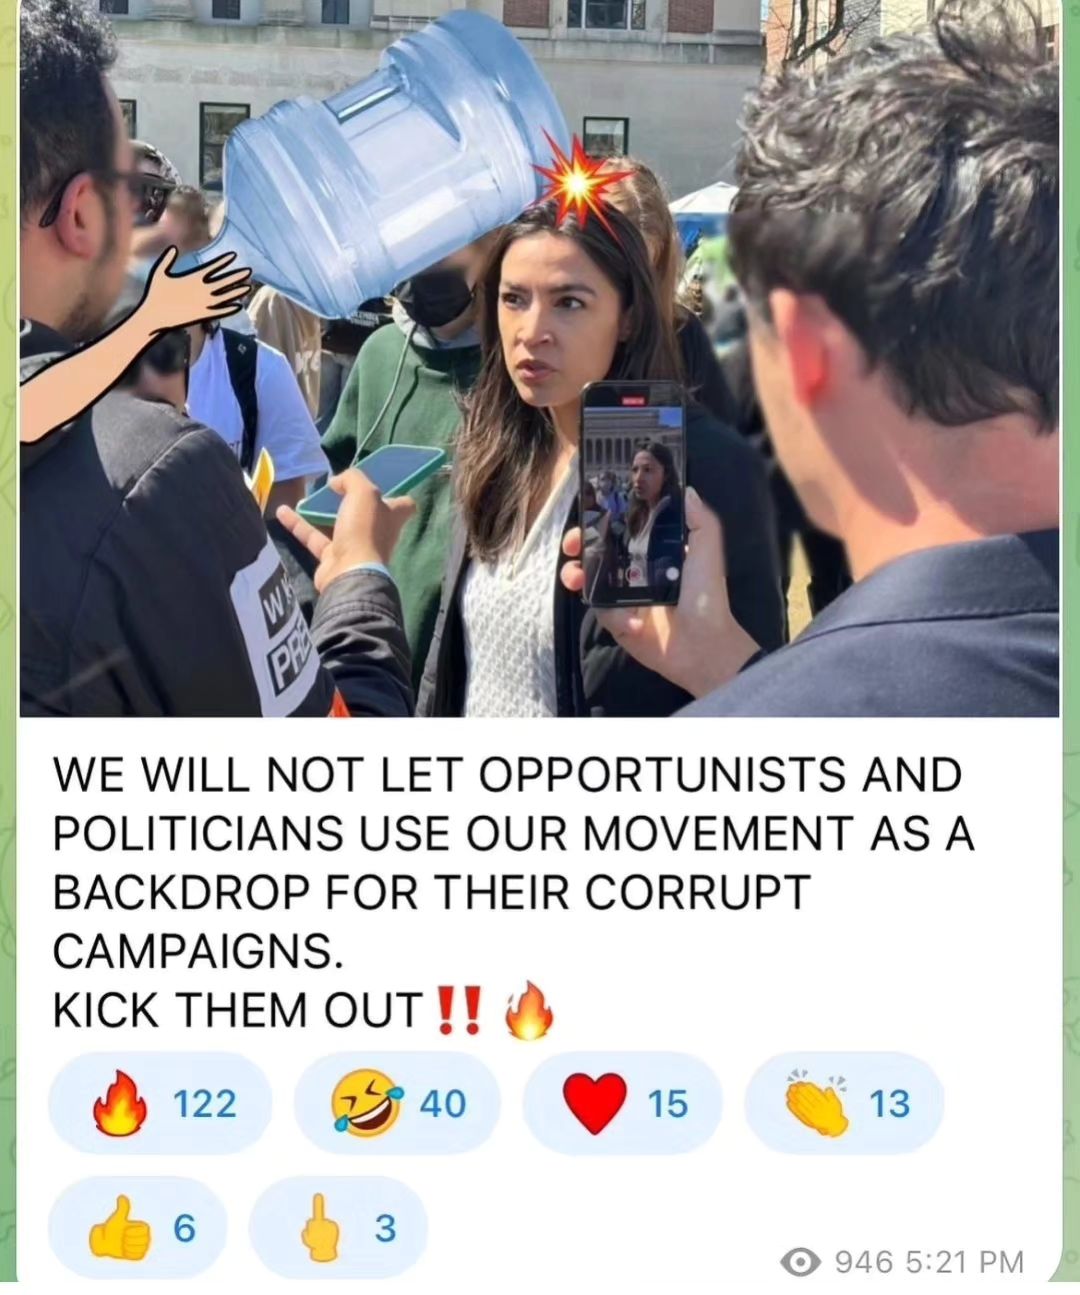 W
PRE
WE WILL NOT LET OPPORTUNISTS AND
POLITICIANS USE OUR MOVEMENT AS A
BACKDROP FOR THEIR CORRUPT
CAMPAIGNS.
KICK THEM OUT‼️🔥
🔥 122 🤣 40 ❤️ 15 👏 13
👍 6 🖕 3
946 5:21 PM